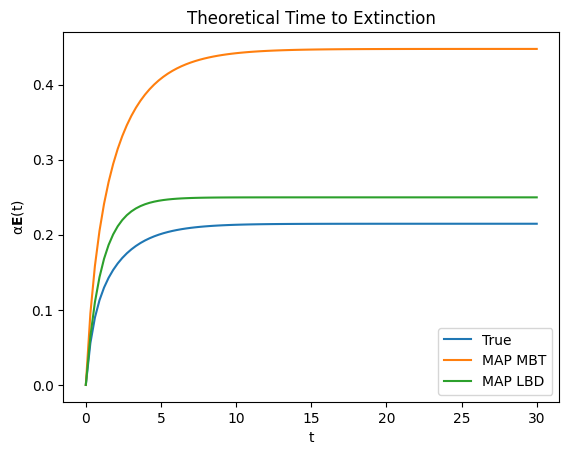 Theoretical Time to Extinction
α𝐄(t)
0.4
0.3
0.2
0.1
0.0
0 5 10 15 20 25 30
t
True
MAP MBT
MAP LBD